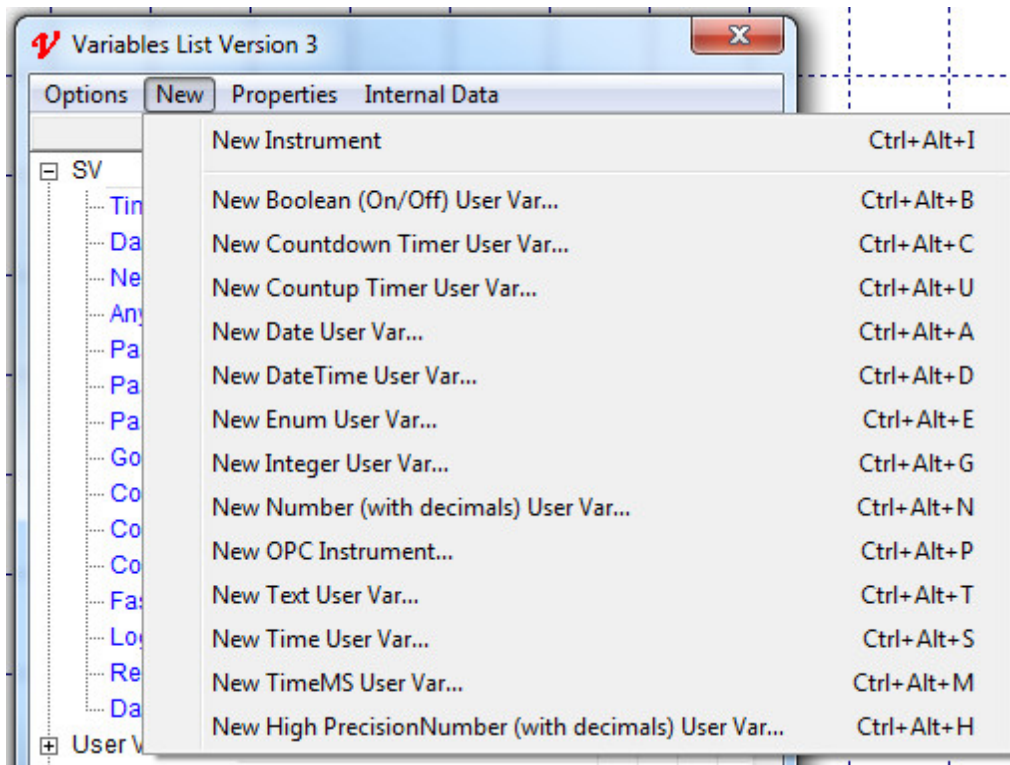 Variables List Version 3
Options New Properties Internal Data
New Instrument Ctrl+Alt+I
SV
New Boolean (On/Off) User Var... Ctrl+Alt+B
New Countdown Timer User Var... Ctrl+Alt+C
New Countup Timer User Var... Ctrl+Alt+U
New Date User Var... Ctrl+Alt+A
New DateTime User Var... Ctrl+Alt+D
New Enum User Var... Ctrl+Alt+E
New Integer User Var... Ctrl+Alt+G
New Number (with decimals) User Var... Ctrl+Alt+N
New OPC Instrument... Ctrl+Alt+P
New Text User Var... Ctrl+Alt+T
New Time User Var... Ctrl+Alt+S
New TimeMS User Var... Ctrl+Alt+M
User New High PrecisionNumber (with decimals) User Var... Ctrl+Alt+H